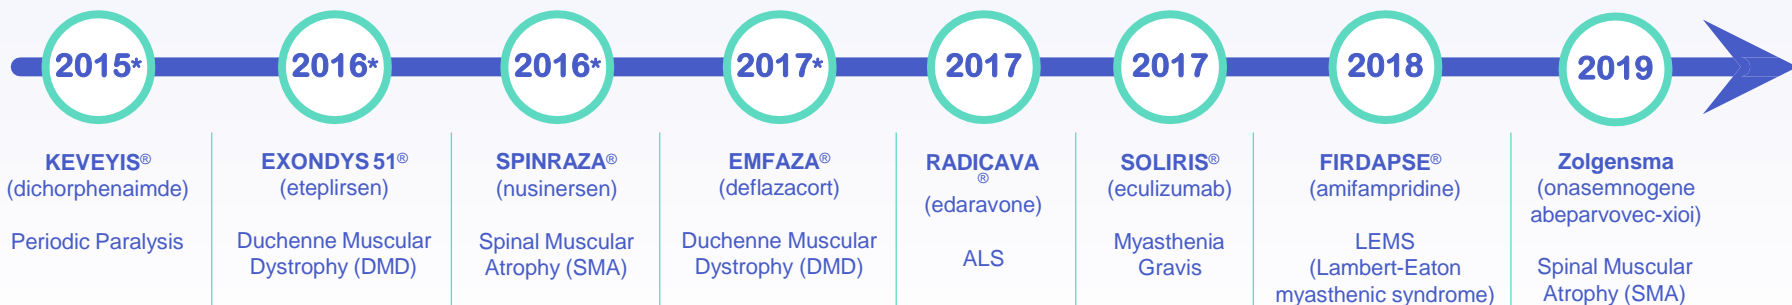 2015*
2016*
2016*
2017*
2017
2017
2018
2019
KEVEYIS®
(dichorphenaimde)
Periodic Paralysis
EXONDYS 51®
(eteplirsen)
Duchenne Muscular
Dystrophy (DMD)
SPINRAZA®
(nusinersen)
Spinal Muscular
Atrophy (SMA)
EMFAZA®
(deflazacort)
Duchenne Muscular
Dystrophy (DMD)
RADICAVA
®
(edaravone)
ALS
SOLIRIS®
(eculizumab)
Myasthenia
Gravis
FIRDAPSE®
(amifampridine)
LEMS
(Lambert-Eaton
myasthenic syndrome)
Zolgensma
(onasemnogene
abeparvovec-xioi)
Spinal Muscular
Atrophy (SMA)